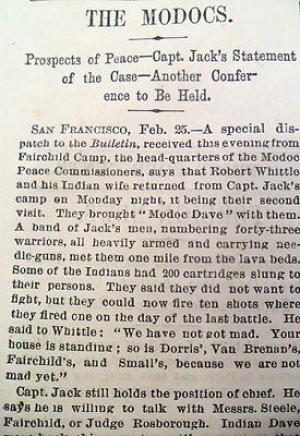 THE MODOCS.
Prospects of Peace—Capt. Jack's Statement
of the Case—Another Confer-
ence to Be Held.
SAN FRANCISCO, Feb. 25.—A special dis-
patch to the Bulletin, received this evening from
Fairchild Camp, the head-quarters of the Modoc
Peace Commissioners, says that Robert Whittle
and his Indian wife returned from Capt. Jack's
camp on Monday night, it being their second
visit. They brought "Modoc Dave" with them.
A band of Jack's men, numbering forty-three
warriors, all heavily armed and carrying nee-
dle-guns, met them one mile from the lava beds.
Some of the Indians had 200 cartridges slung to
their persons. They said they did not want to
fight, but they could now fire ten shots where
they fired one on the day of the last battle. He
said to Whittle: "We have not got mad. Your
house is standing; so is Dorris', Van Brenan's,
Fairchild's, and Small's, because we are not
mad yet."
Capt. Jack still holds the position of chief. He
says he is willing to talk with Messrs. Steele,
Fairchild, or Judge Rosborough. Indian Dave